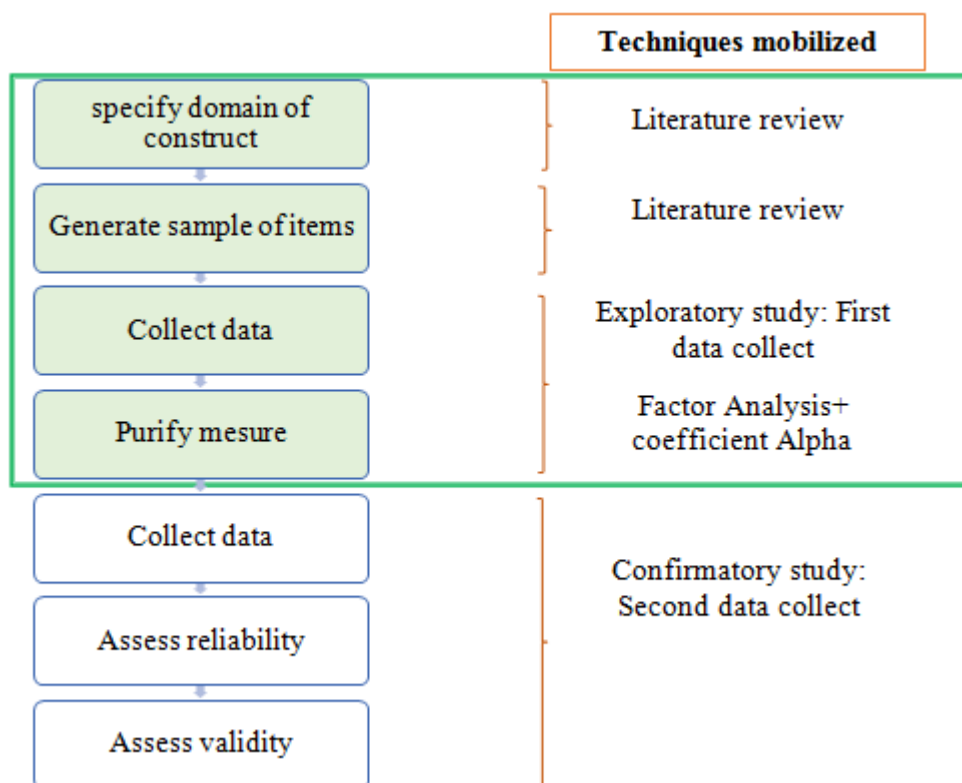 Techniques mobilized
specify domain of
construct
Literature review
Generate sample of items
Literature review
Collect data
Exploratory study: First
data collect
Purify mesure
Factor Analysis+
coefficient Alpha
Collect data
Confirmatory study:
Second data collect
Assess reliability
Assess validity